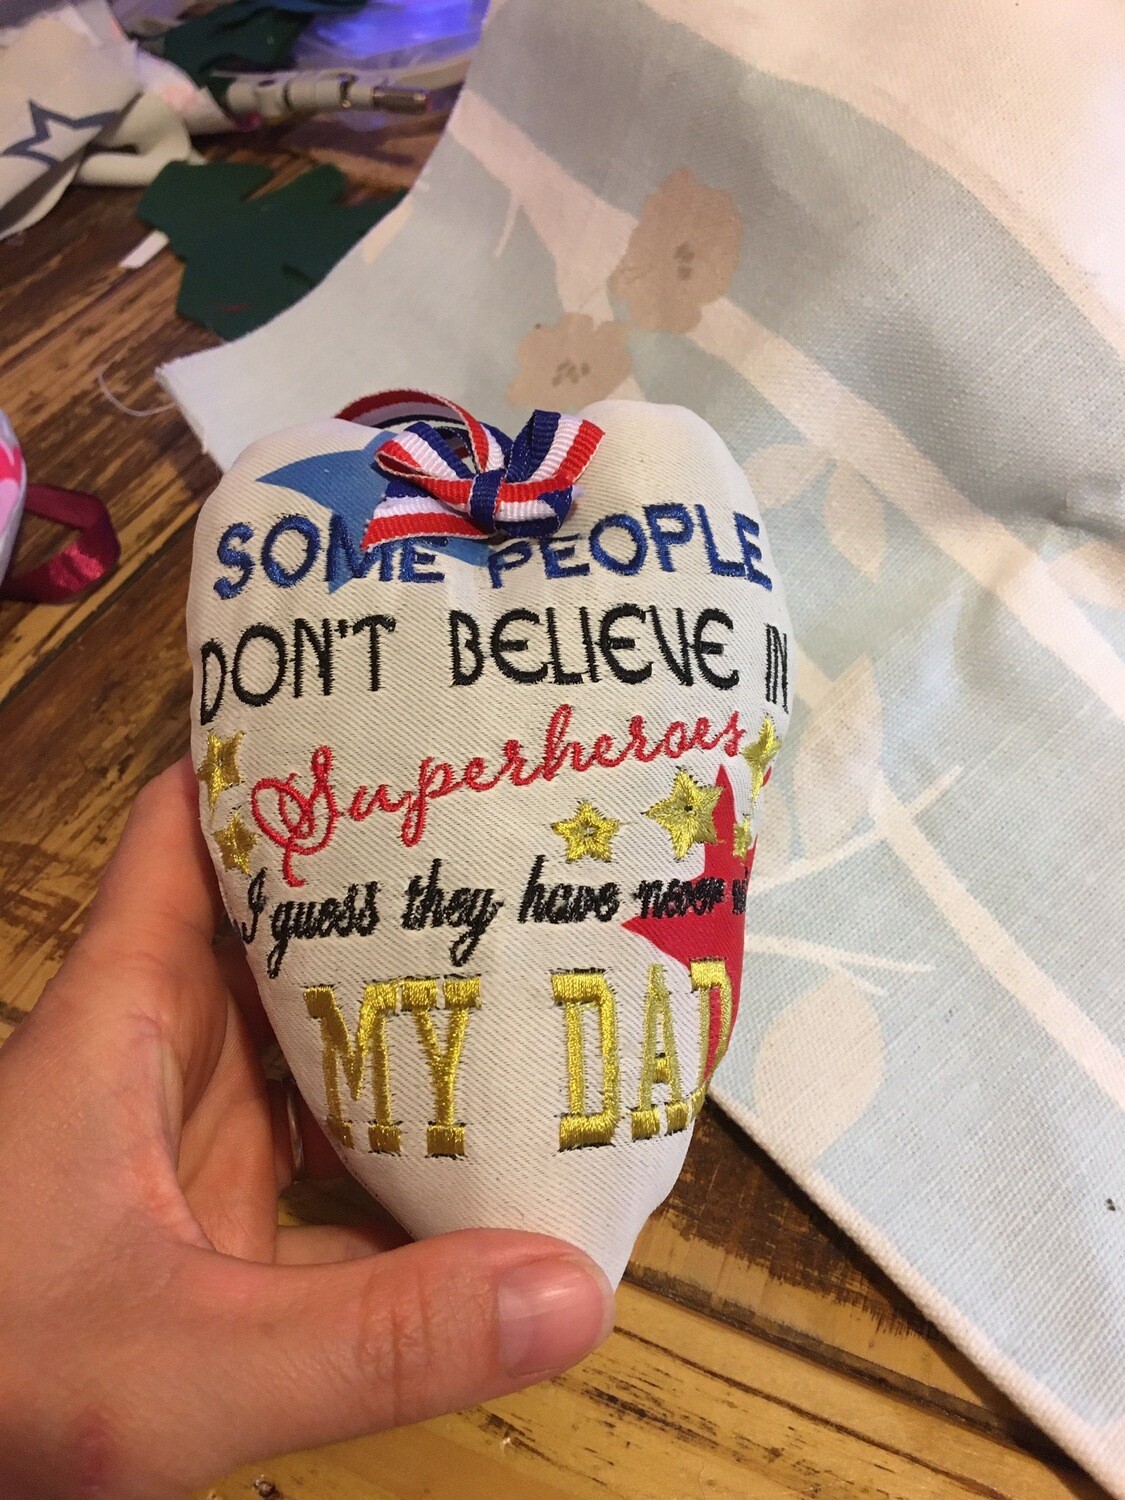 SOME PEOPLE
DON'T BELIEVE IN
Superheroes
I guess they have never
MY DAD